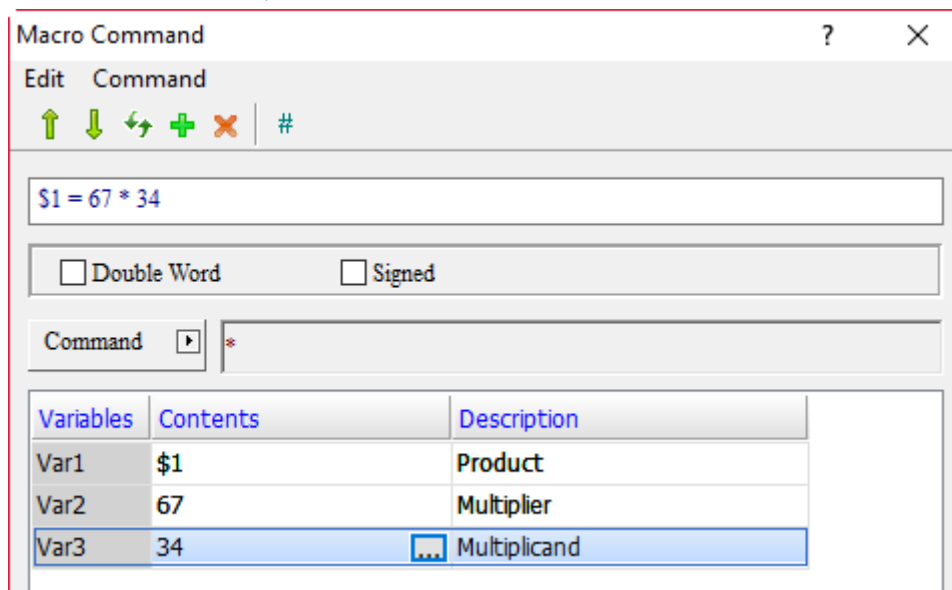 Macro Command ?
Edit Command
#
$1 = 67 * 34
Double Word Signed
Command *
Variables Contents Description
Var1 $1 Product
Var2 67 Multiplier
Var3 34 ... Multiplicand